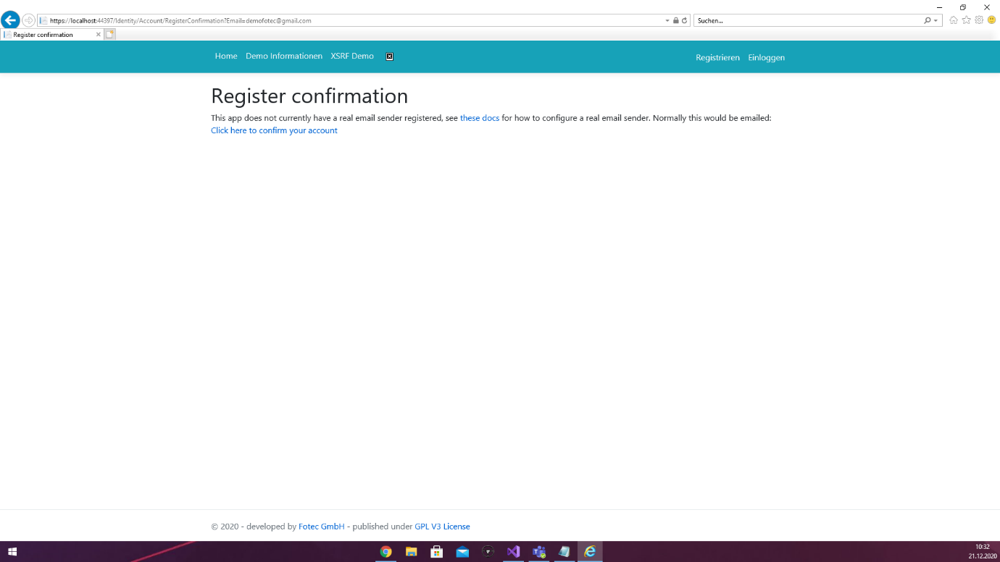 https://localhost:44397/Identity/Account/RegisterConfirmation?Email=demofotec@gmail.com
Suchen...
Register confirmation
Home Demo Informationen XSRF Demo
Registrieren Einloggen
Register confirmation
This app does not currently have a real email sender registered, see these docs for how to configure a real email sender. Normally this would be emailed:
Click here to confirm your account
© 2020 - developed by Fotec GmbH - published under GPL V3 License
10:32
21.12.2020